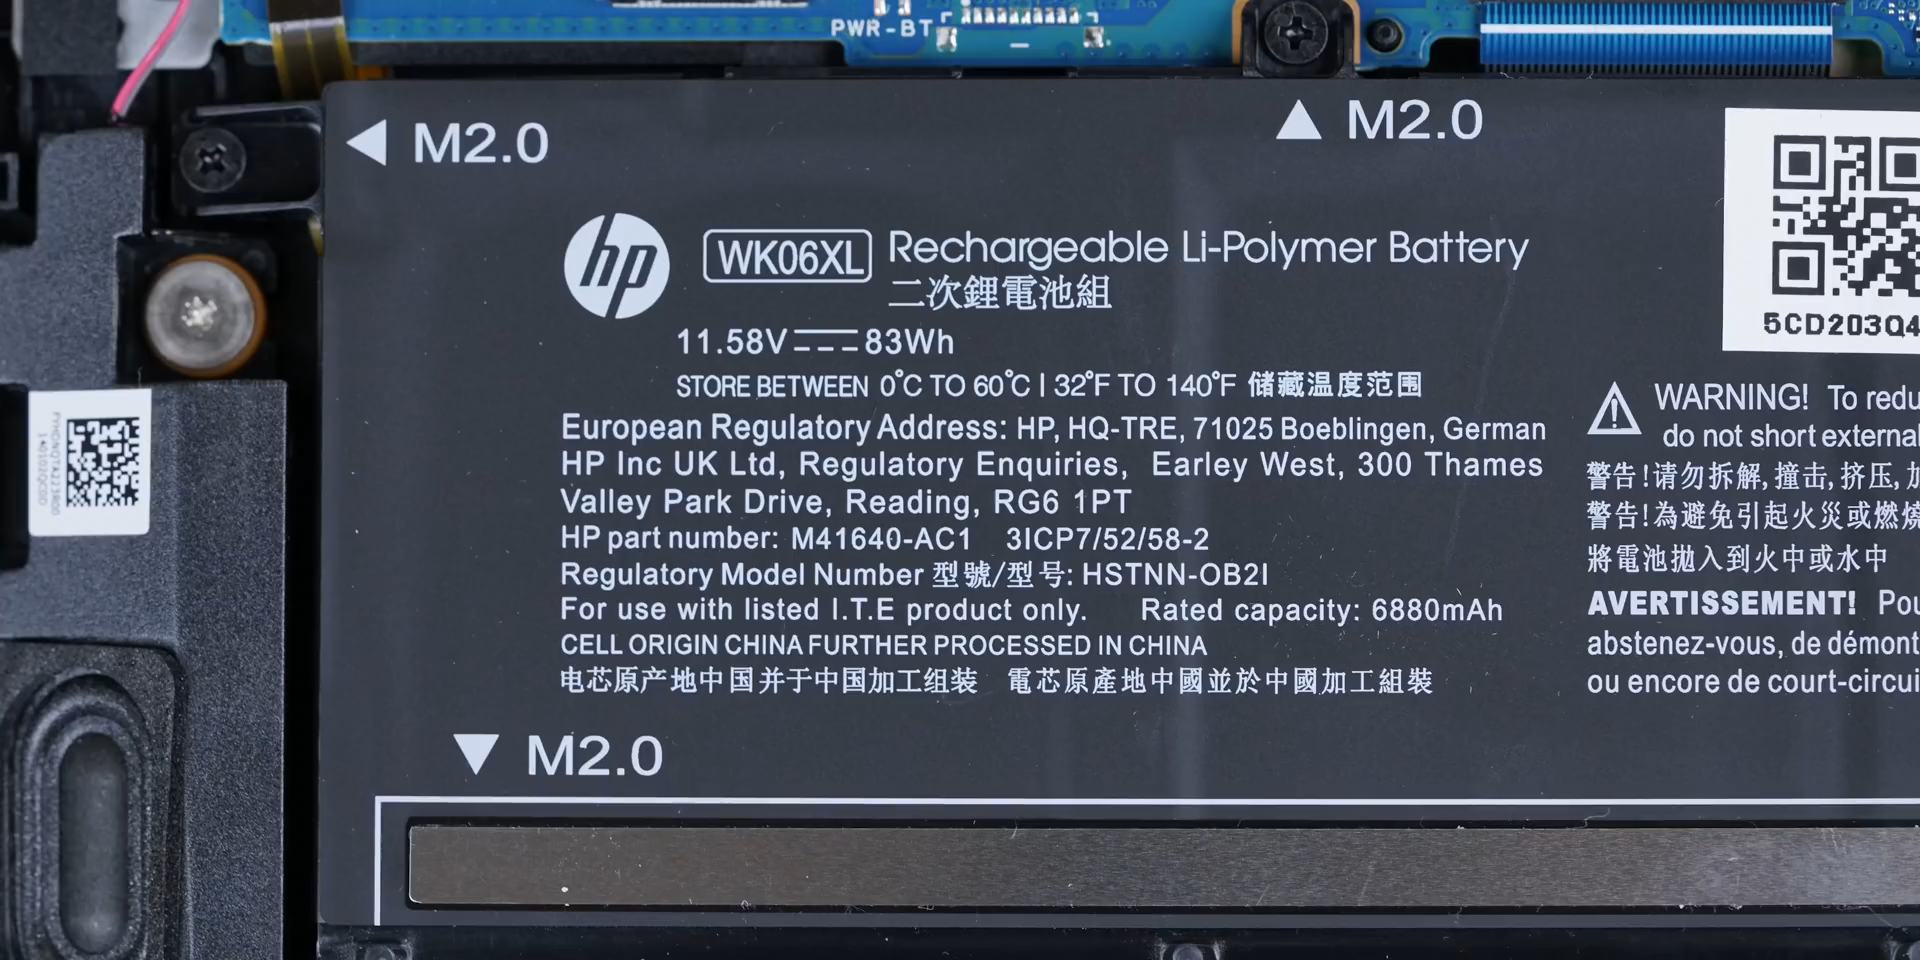 PWR-BT
M2.0
M2.0
hp
WK06XL Rechargeable Li-Polymer Battery
二次鋰電池組
11.58V 83Wh
5CD203Q4
STORE BETWEEN 0°C TO 60°C | 32°F TO 140°F 储藏温度范围
European Regulatory Address: HP, HQ-TRE, 71025 Boeblingen, German
HP Inc UK Ltd, Regulatory Enquiries, Earley West, 300 Thames
Valley Park Drive, Reading, RG6 1PT
HP part number: M41640-AC1 3ICP7/52/58-2
Regulatory Model Number 型號/型号: HSTNN-OB2I
For use with listed I.T.E product only. Rated capacity: 6880mAh
CELL ORIGIN CHINA FURTHER PROCESSED IN CHINA
电芯原产地中国并于中国加工组装 電芯原產地中國並於中國加工組裝
WARNING! To redu
do not short external
警告!请勿拆解,撞击,挤压,加
警告!為避免引起火災或燃燒
將電池拋入到火中或水中
AVERTISSEMENT! Pou
abstenez-vous, de démont
ou encore de court-circui
M2.0